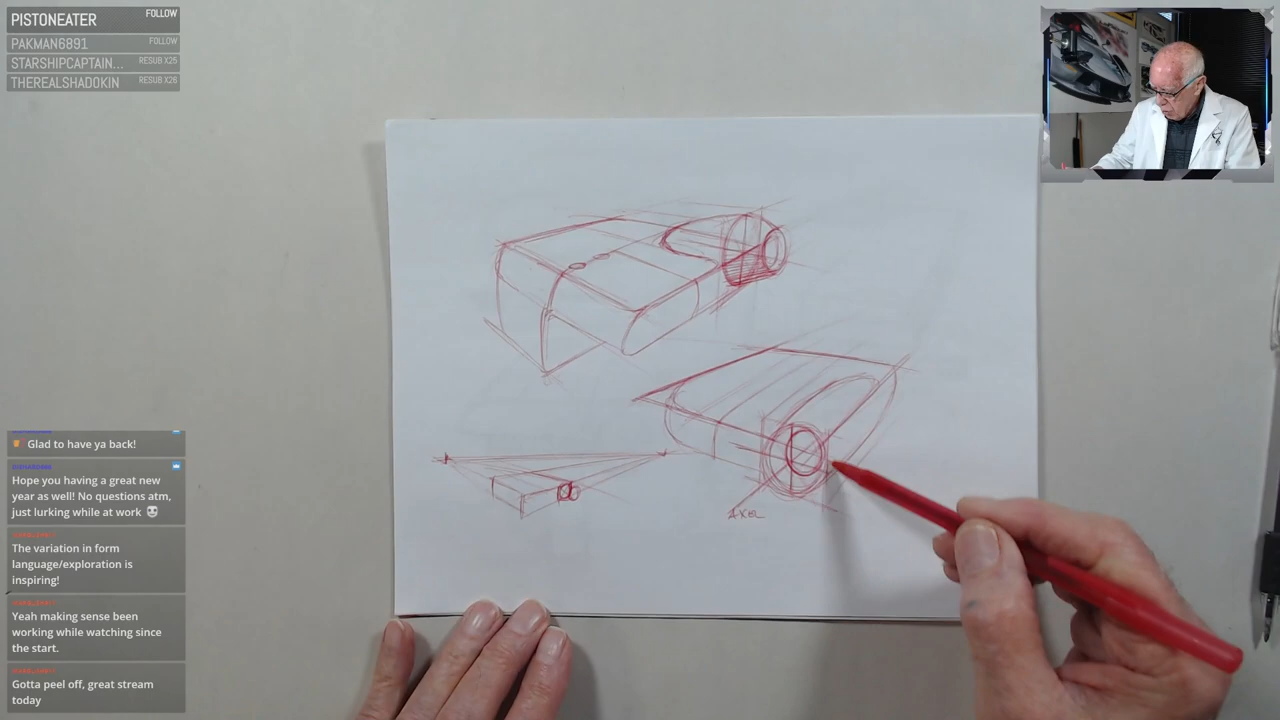 PISTONEATER FOLLOW
PAKMAN6891 FOLLOW
STARSHIPCAPTAIN... RESUB X25
THEREALSHADOKIN RESUB X26
Glad to have ya back!
Hope you having a great new
year as well! No questions atm,
just lurking while at work
The variation in form
language/exploration is
inspiring!
Yeah making sense been
working while watching since
the start.
Gotta peel off, great stream
today
AXEL